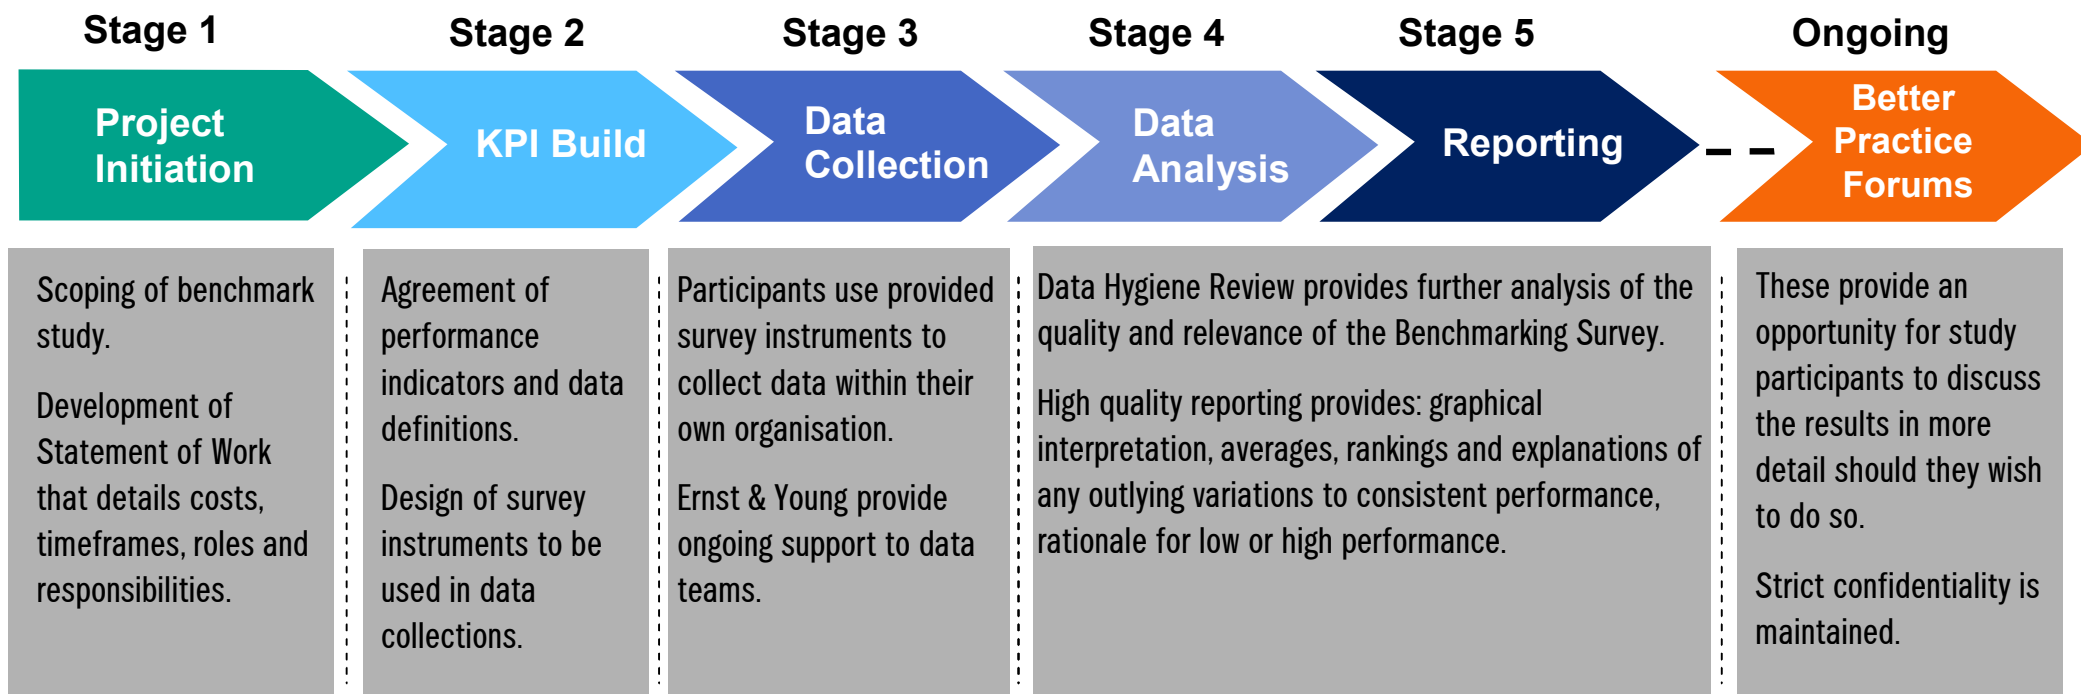 Stage 1
Stage 2
Stage 3
Stage 4
Stage 5
Ongoing
Project
Initiation
KPI Build
Data
Collection
Data
Analysis
Reporting
Better
Practice
Forums
Scoping of benchmark
study.
Development of
Statement of Work
that details costs,
timeframes, roles and
responsibilities.
Agreement of
performance
indicators and data
definitions.
Design of survey
instruments to be
used in data
collections.
Participants use provided
survey instruments to
collect data within their
own organisation.
Ernst & Young provide
ongoing support to data
teams.
Data Hygiene Review provides further analysis of the
quality and relevance of the Benchmarking Survey.
High quality reporting provides: graphical
interpretation, averages, rankings and explanations of
any outlying variations to consistent performance,
rationale for low or high performance.
These provide an
opportunity for study
participants to discuss
the results in more
detail should they wish
to do so.
Strict confidentiality is
maintained.